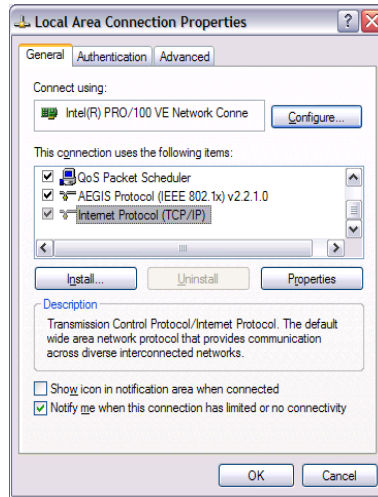 Local Area Connection Properties
General Authentication Advanced
Connect using:
Intel(R) PRO/100 VE Network Conne
Configure...
This connection uses the following items:
QoS Packet Scheduler
AEGIS Protocol (IEEE 802.1x) v2.2.1.0
Internet Protocol (TCP/IP)
Install... Uninstall Properties
Description
Transmission Control Protocol/Internet Protocol. The default
wide area network protocol that provides communication
across diverse interconnected networks.
Show icon in notification area when connected
Notify me when this connection has limited or no connectivity
OK Cancel